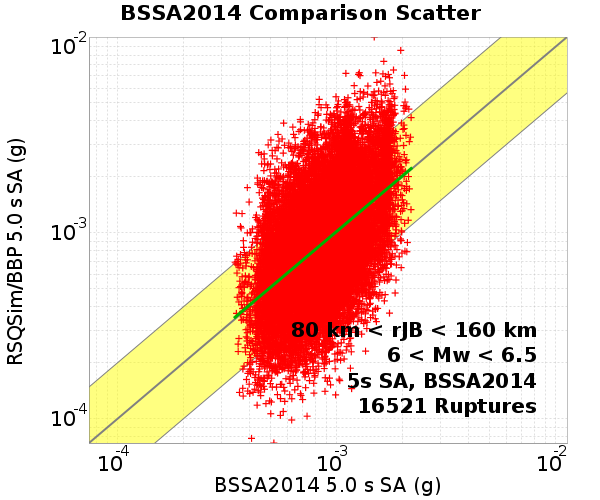 BSSA2014 Comparison Scatter
RSQSim/BBP 5.0 s SA (g)
10-2
10-3
10-4
80 km < rJB < 160 km
6 < Mw < 6.5
5s SA, BSSA2014
16521 Ruptures
10-4 10-3 10-2
BSSA2014 5.0 s SA (g)